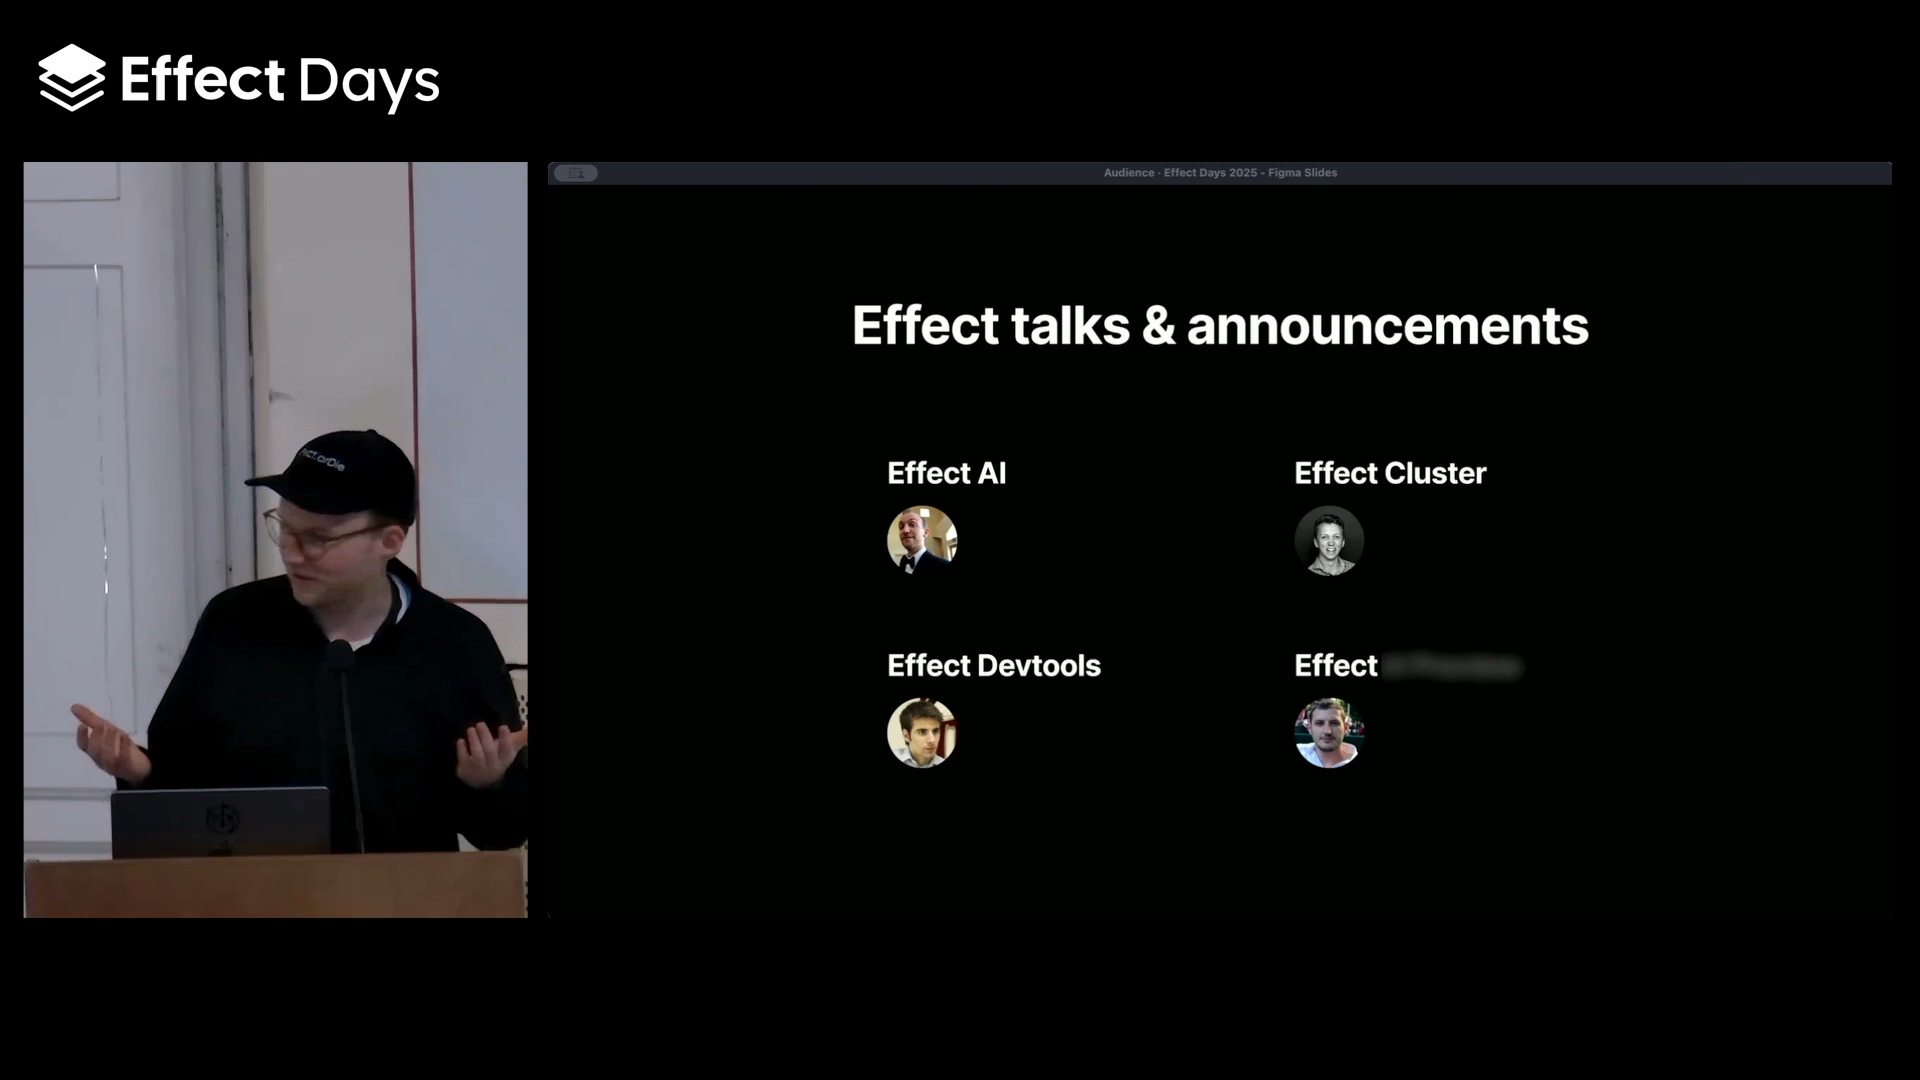 Effect Days
Audience · Effect Days 2025 - Figma Slides
Effect talks & announcements
Effect AI
Effect Cluster
Effect Devtools
Effect